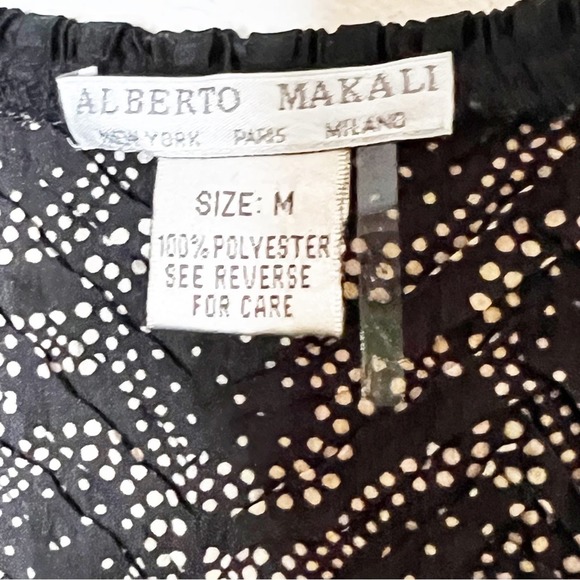 ALBERTO MAKALI
NEW YORK PARIS MILANO
SIZE: M
100% POLYESTER
SEE REVERSE
FOR CARE